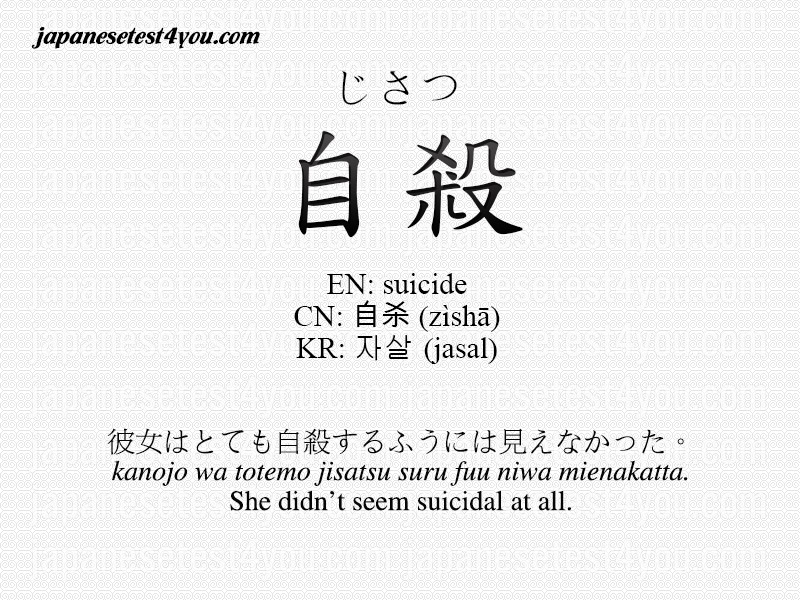 japanesetest4you.com
じさつ
自殺
EN: suicide
CN: 自杀 (zìshā)
KR: 자살 (jasal)
彼女はとても自殺するふうには見えなかった。
kanojo wa totemo jisatsu suru fuu niwa mienakatta.
She didn’t seem suicidal at all.